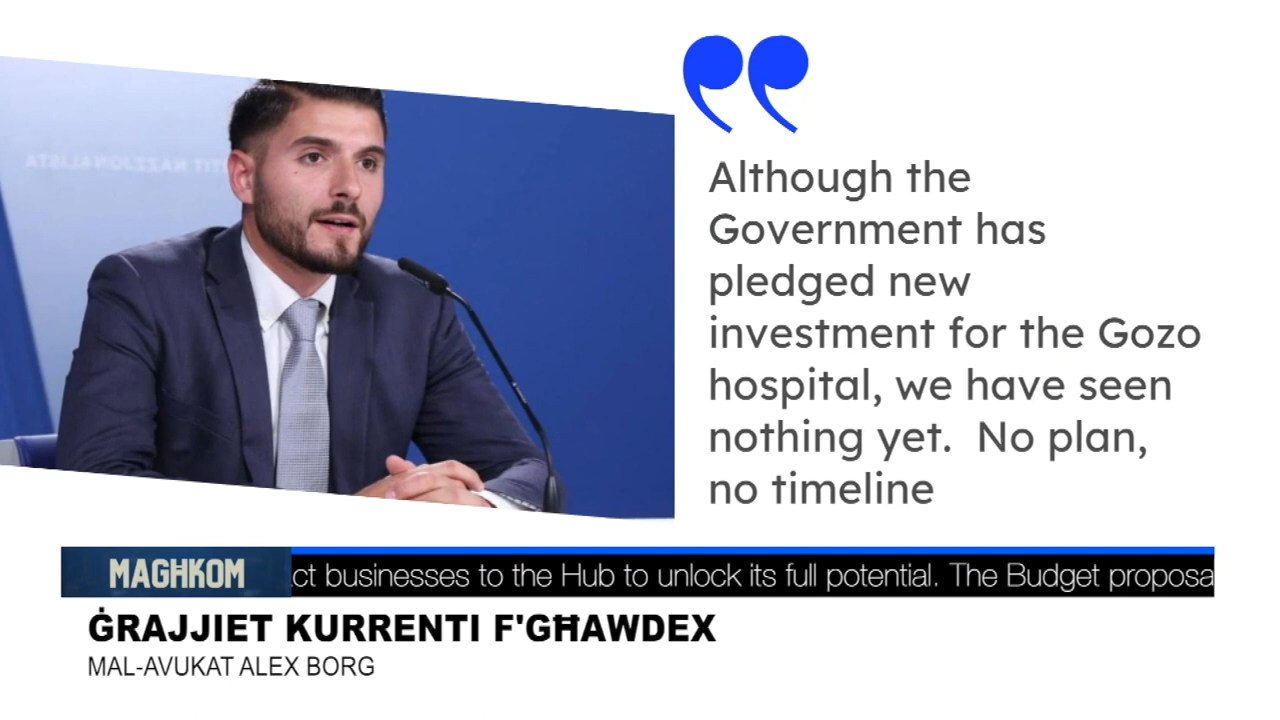 Although the
Government has
pledged new
investment for the Gozo
hospital, we have seen
nothing yet.  No plan,
no timeline
MAGĦKOM
ct businesses to the Hub to unlock its full potential. The Budget proposa
ĠRAJJIET KURRENTI F'GĦAWDEX
MAL-AVUKAT ALEX BORG